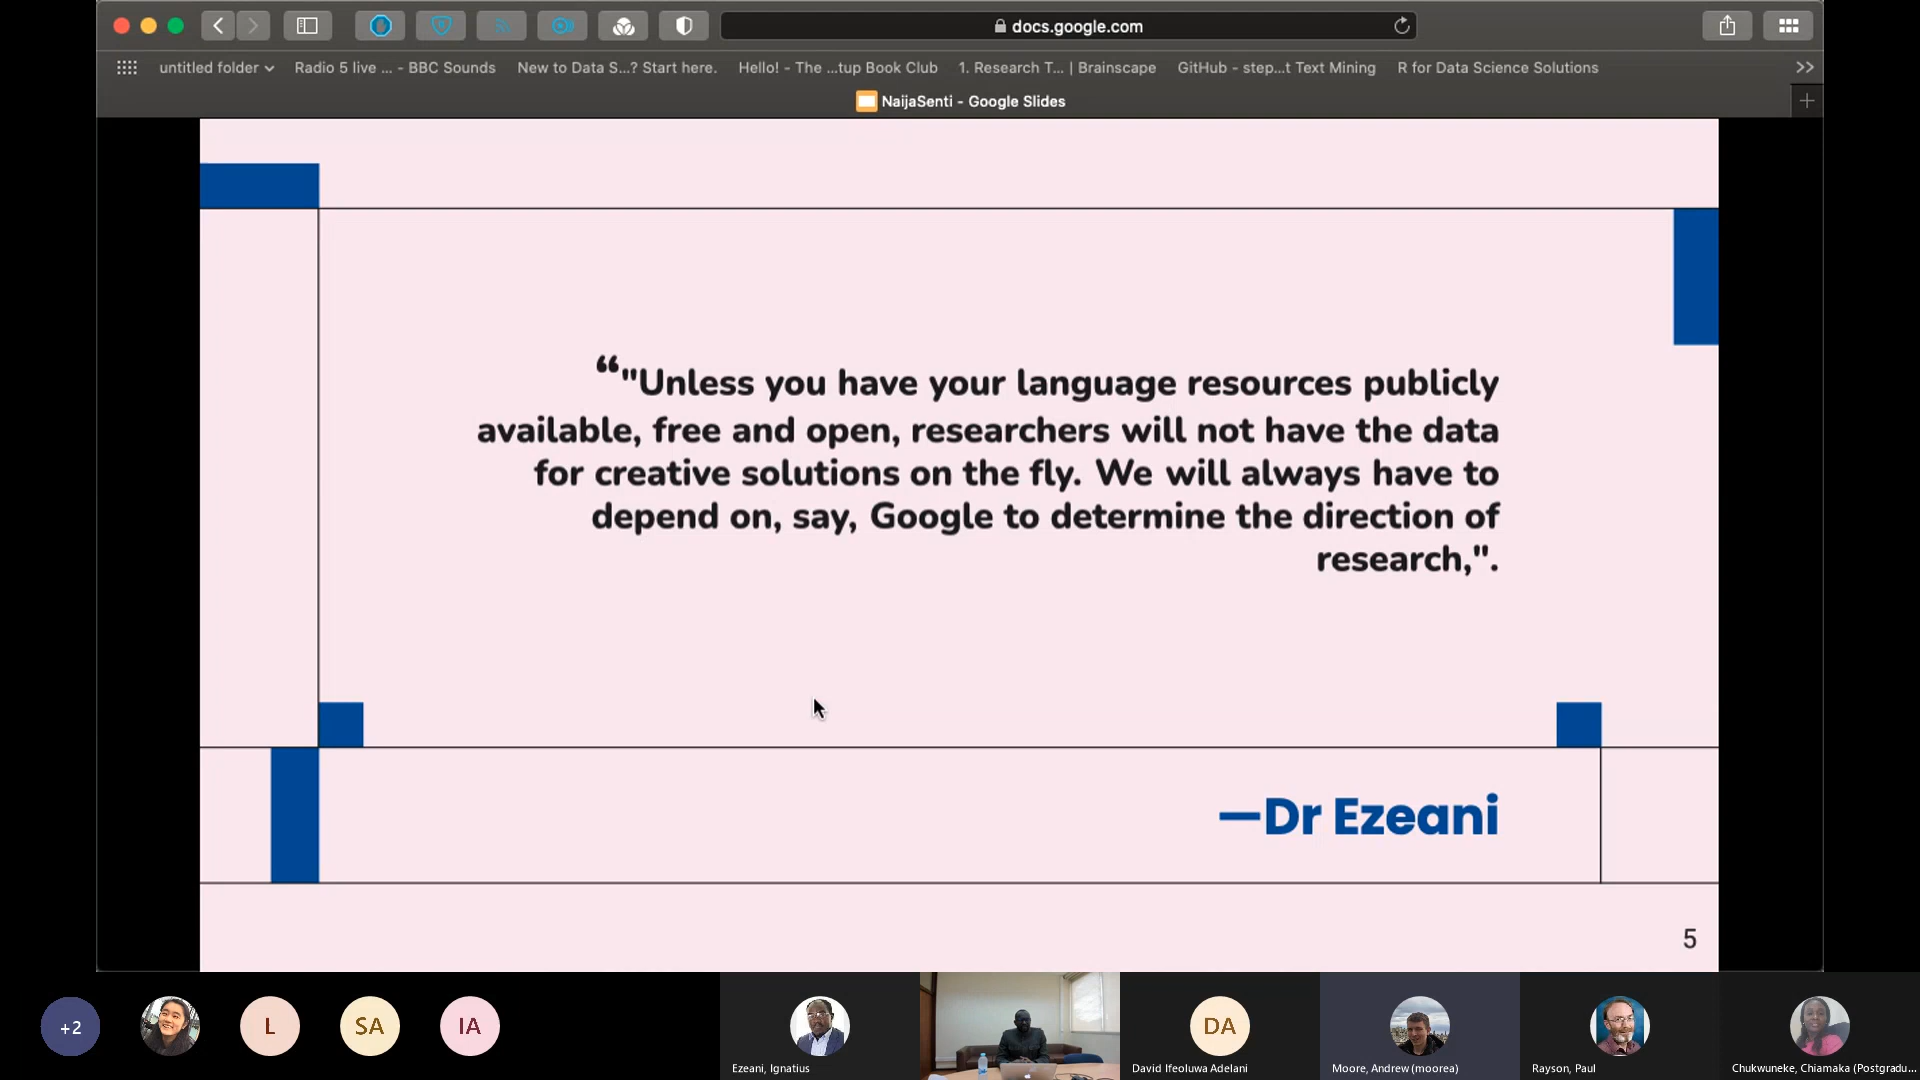 docs.google.com
untitled folder
Radio 5 live ... - BBC Sounds
New to Data S...? Start here.
Hello! - The ...tup Book Club
1. Research T... | Brainscape
GitHub - step...t Text Mining
R for Data Science Solutions
NaijaSenti - Google Slides
“"Unless you have your language resources publicly
available, free and open, researchers will not have the data
for creative solutions on the fly. We will always have to
depend on, say, Google to determine the direction of
research,".
—Dr Ezeani
5
+2
L
SA
IA
Ezeani, Ignatius
DA
David Ifeoluwa Adelani
Moore, Andrew (moorea)
Rayson, Paul
Chukwuneke, Chiamaka (Postgradu...